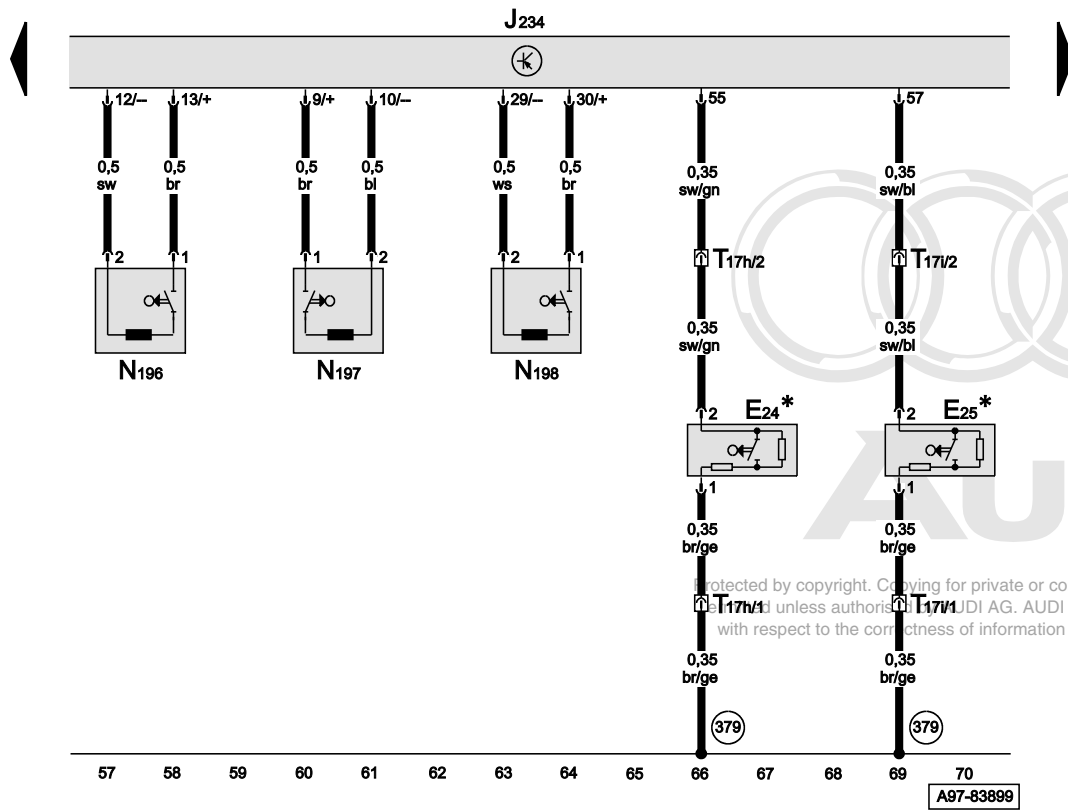 J234
12/– 13/+ 9/+ 10/– 29/– 30/+ 55 57
0,5 sw 0,5 br 0,5 br 0,5 bl 0,5 ws 0,5 br 0,35 sw/gn 0,35 sw/bl
2 1 1 2 2 1 T17h/2 T17i/2
N196 N197 N198
0,35 sw/gn 0,35 sw/bl
2 E24* 2 E25*
1 1
0,35 br/ge 0,35 br/ge
Protected by copyright. Copying for private or co
unless authorised by AUDI AG. AUDI
T17h/1 T17i/1
with respect to the correctness of information
0,35 br/ge 0,35 br/ge
379 379
57 58 59 60 61 62 63 64 65 66 67 68 69 70
A97-83899
Au